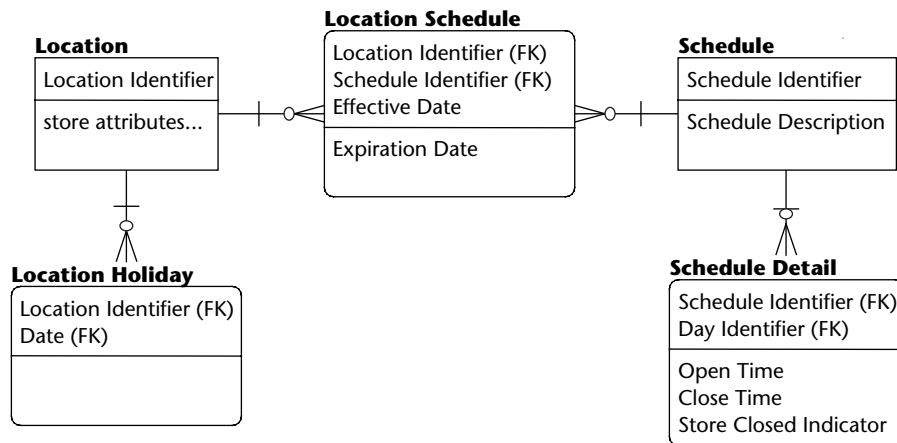 Location
Location Identifier
store attributes...
Location Schedule
Location Identifier (FK)
Schedule Identifier (FK)
Effective Date
Expiration Date
Schedule
Schedule Identifier
Schedule Description
Location Holiday
Location Identifier (FK)
Date (FK)
Schedule Detail
Schedule Identifier (FK)
Day Identifier (FK)
Open Time
Close Time
Store Closed Indicator